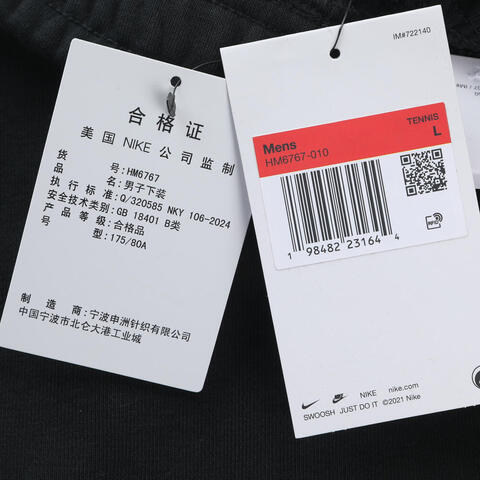 合格证
美国 NIKE 公司监制
货号:HM6767
品名:男子下装
执行标准:Q/320585 NKY 106-2024
安全技术类别:GB 18401 B类
等级:合格品
型号:175/80A
制造商:宁波申洲针织有限公司
中国宁波市北仑大港工业城
IM#722140
TENNIS
Mens
L
HM6767-010
RFID
1 98482 23164 4
NIKE nike.com
SWOOSH JUST DO IT ©2021 Nike